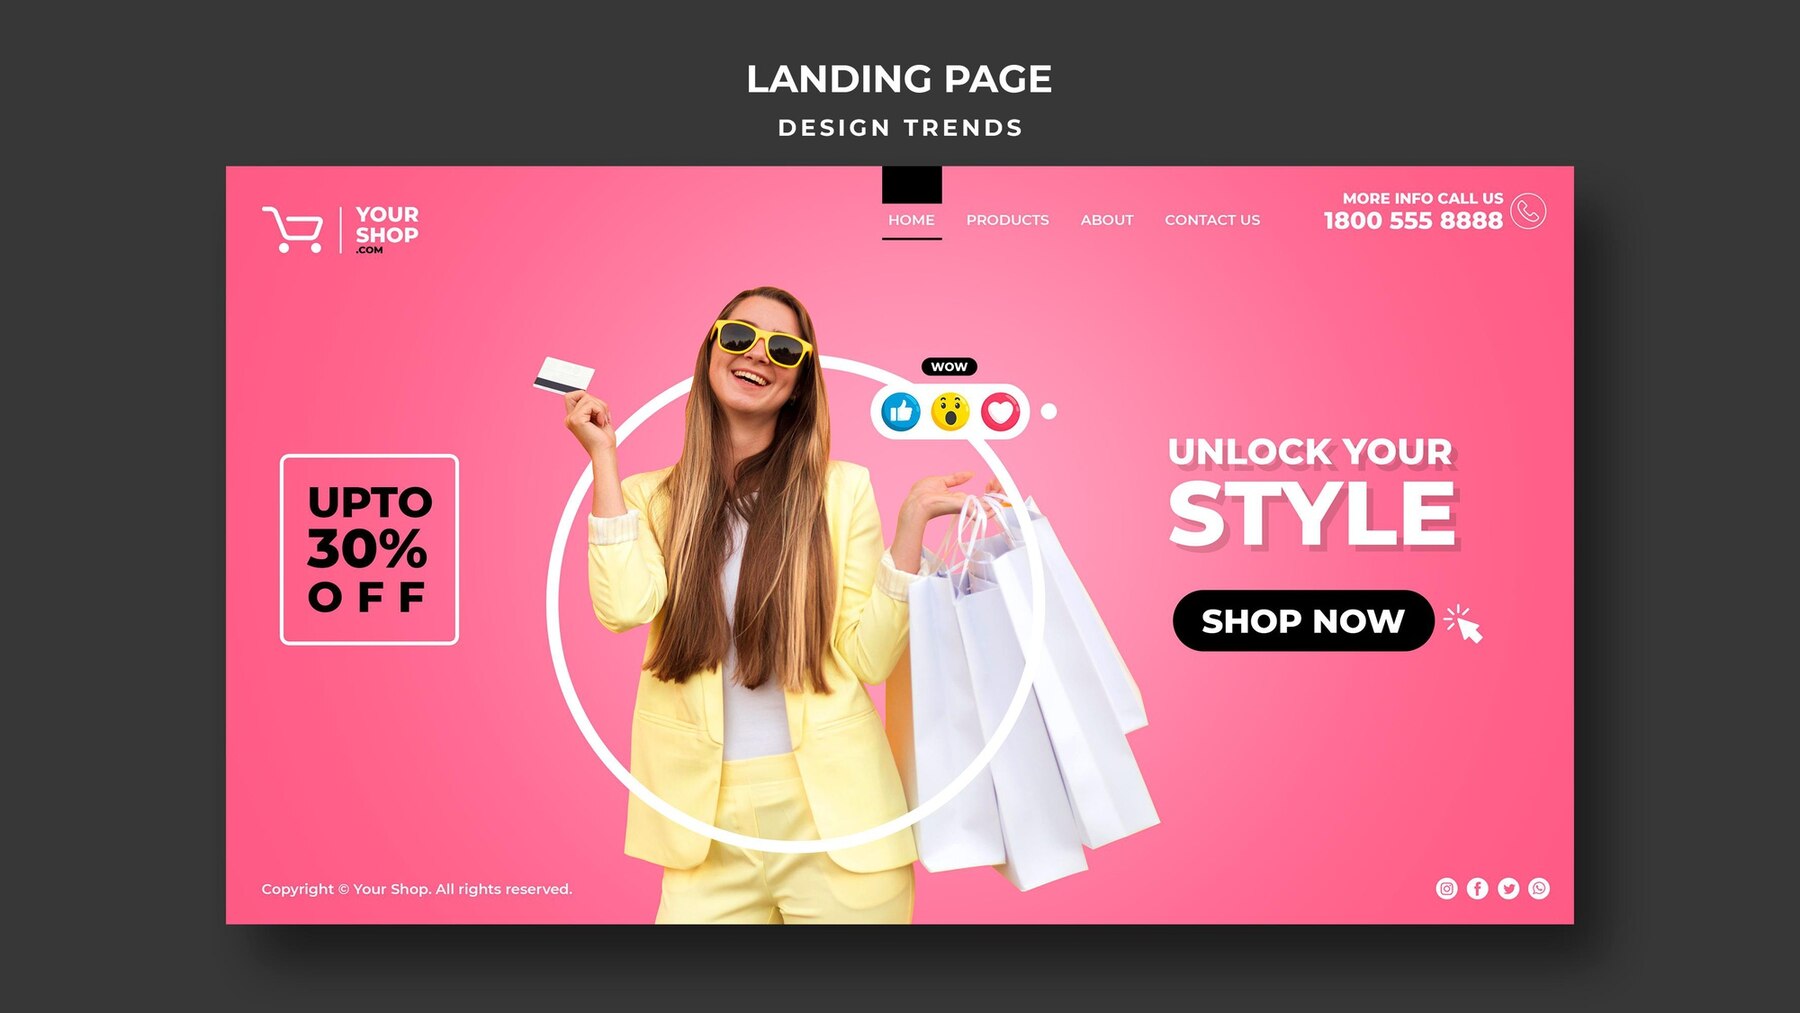 LANDING PAGE
DESIGN TRENDS
YOUR
SHOP
.COM
HOME PRODUCTS ABOUT CONTACT US
MORE INFO CALL US
1800 555 8888
WOW
UPTO
30%
OFF
UNLOCK YOUR
STYLE
SHOP NOW
Copyright © Your Shop. All rights reserved.